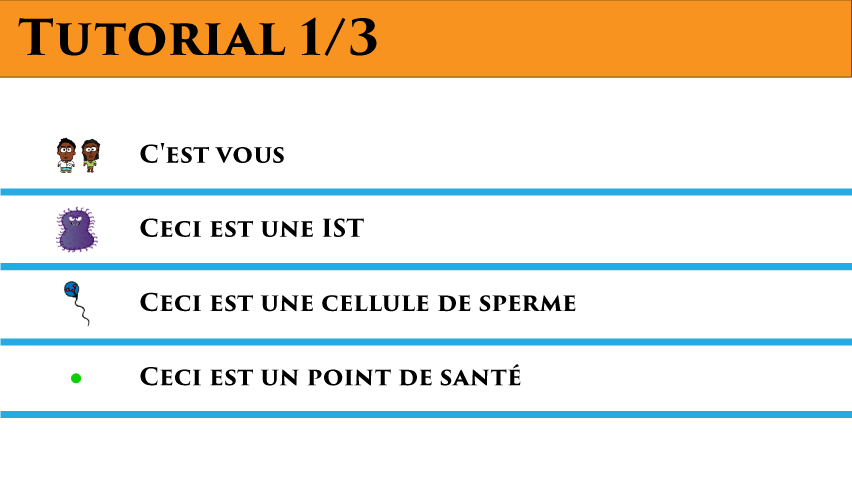 Tutorial 1/3
C'est vous
Ceci est une IST
Ceci est une cellule de sperme
Ceci est un point de santé